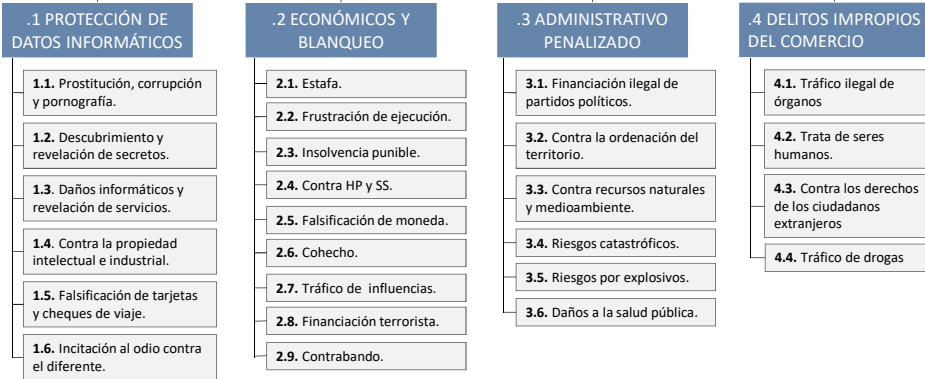 .1 PROTECCIÓN DE
DATOS INFORMÁTICOS
1.1. Prostitución, corrupción
y pornografía.
1.2. Descubrimiento y
revelación de secretos.
1.3. Daños informáticos y
revelación de servicios.
1.4. Contra la propiedad
intelectual e industrial.
1.5. Falsificación de tarjetas
y cheques de viaje.
1.6. Incitación al odio contra
el diferente.
.2 ECONÓMICOS Y
BLANQUEO
2.1. Estafa.
2.2. Frustración de ejecución.
2.3. Insolvencia punible.
2.4. Contra HP y SS.
2.5. Falsificación de moneda.
2.6. Cohecho.
2.7. Tráfico de influencias.
2.8. Financiación terrorista.
2.9. Contrabando.
.3 ADMINISTRATIVO
PENALIZADO
3.1. Financiación ilegal de
partidos políticos.
3.2. Contra la ordenación del
territorio.
3.3. Contra recursos naturales
y medioambiente.
3.4. Riesgos catastróficos.
3.5. Riesgos por explosivos.
3.6. Daños a la salud pública.
.4 DELITOS IMPROPIOS
DEL COMERCIO
4.1. Tráfico ilegal de
órganos
4.2. Trata de seres
humanos.
4.3. Contra los derechos
de los ciudadanos
extranjeros
4.4. Tráfico de drogas